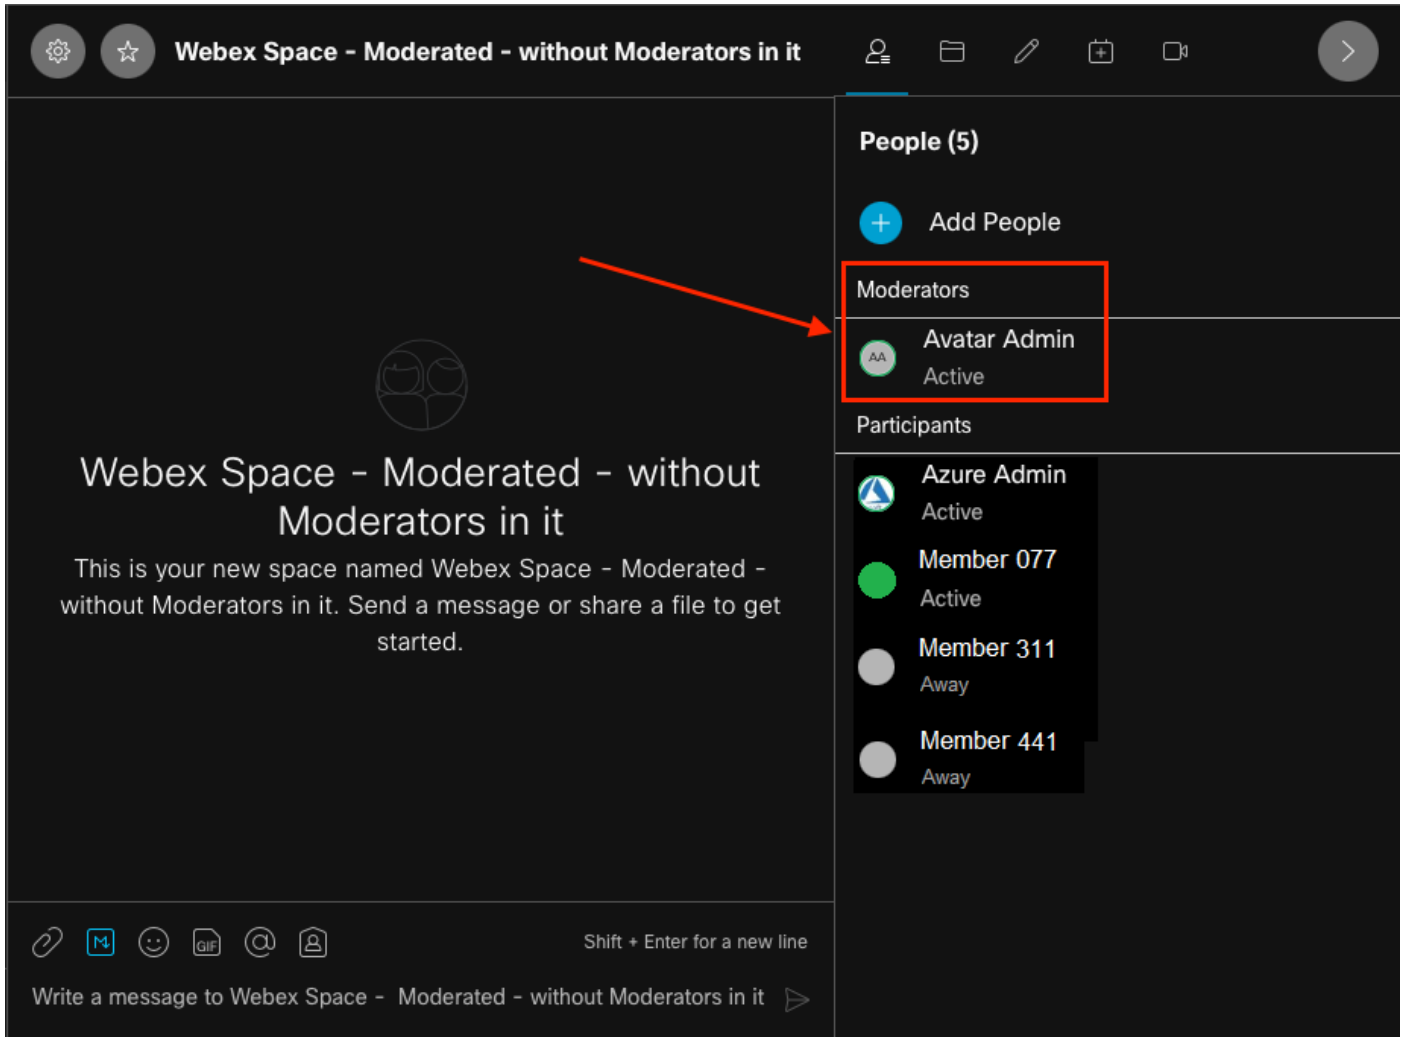 Webex Space - Moderated - without Moderators in it
People (5)
Add People
Moderators
AA
Avatar Admin
Active
Participants
Azure Admin
Active
Member 077
Active
Member 311
Away
Member 441
Away
Webex Space - Moderated - without
Moderators in it
This is your new space named Webex Space - Moderated -
without Moderators in it. Send a message or share a file to get
started.
GIF
Shift + Enter for a new line
Write a message to Webex Space - Moderated - without Moderators in it